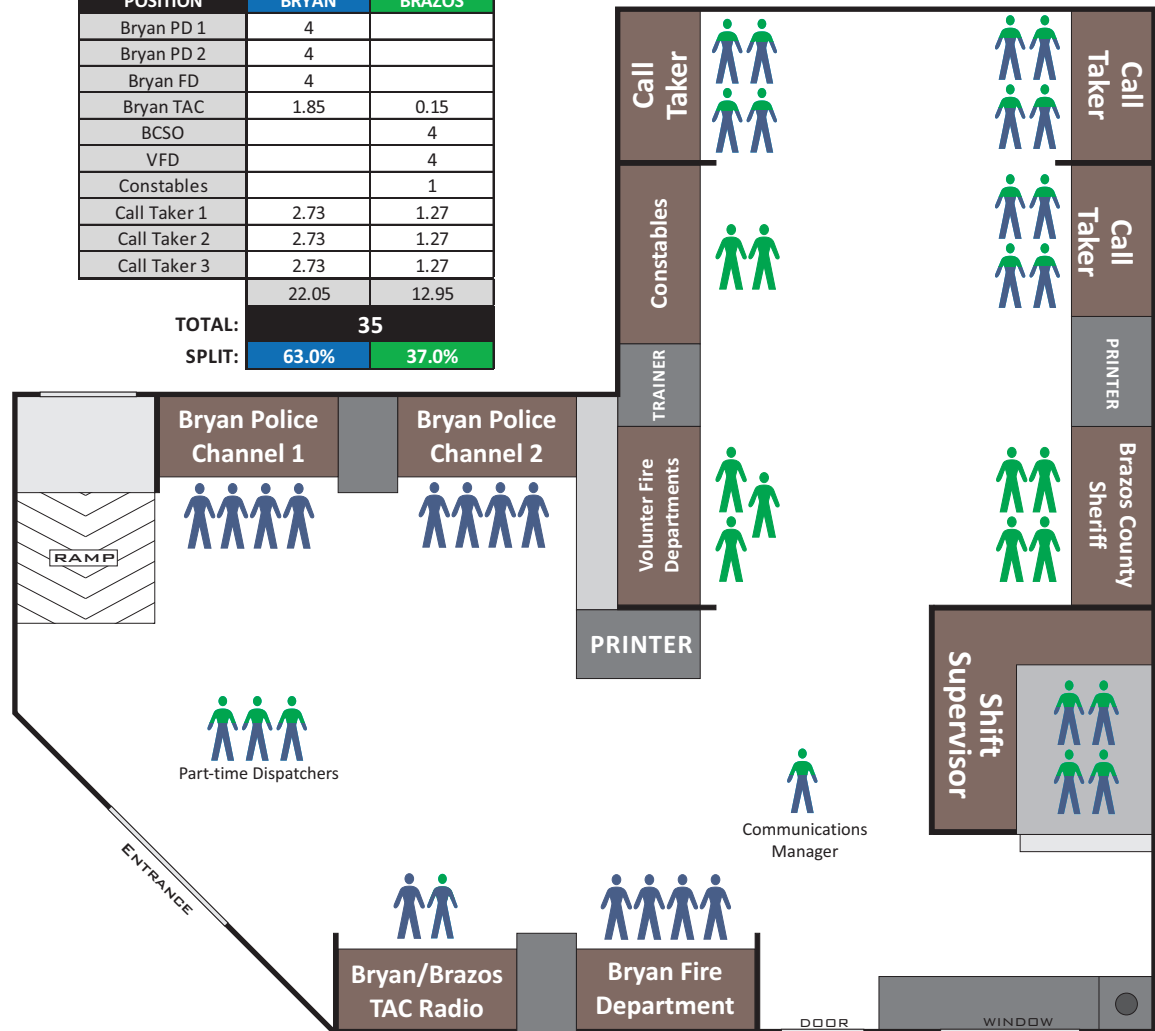 POSITION BRYAN BRAZOS
Bryan PD 1 4
Bryan PD 2 4
Bryan FD 4
Bryan TAC 1.85 0.15
BCSO 4
VFD 4
Constables 1
Call Taker 1 2.73 1.27
Call Taker 2 2.73 1.27
Call Taker 3 2.73 1.27
22.05 12.95
TOTAL: 35
SPLIT: 63.0% 37.0%
Call
Taker
Call
Taker
Constables
Call
Taker
TRAINER
PRINTER
Bryan Police
Channel 1
Bryan Police
Channel 2
Volunter Fire
Departments
Brazos County
Sheriff
RAMP
PRINTER
Shift
Supervisor
Part-time Dispatchers
Communications
Manager
ENTRANCE
Bryan/Brazos
TAC Radio
Bryan Fire
Department
DOOR
WINDOW